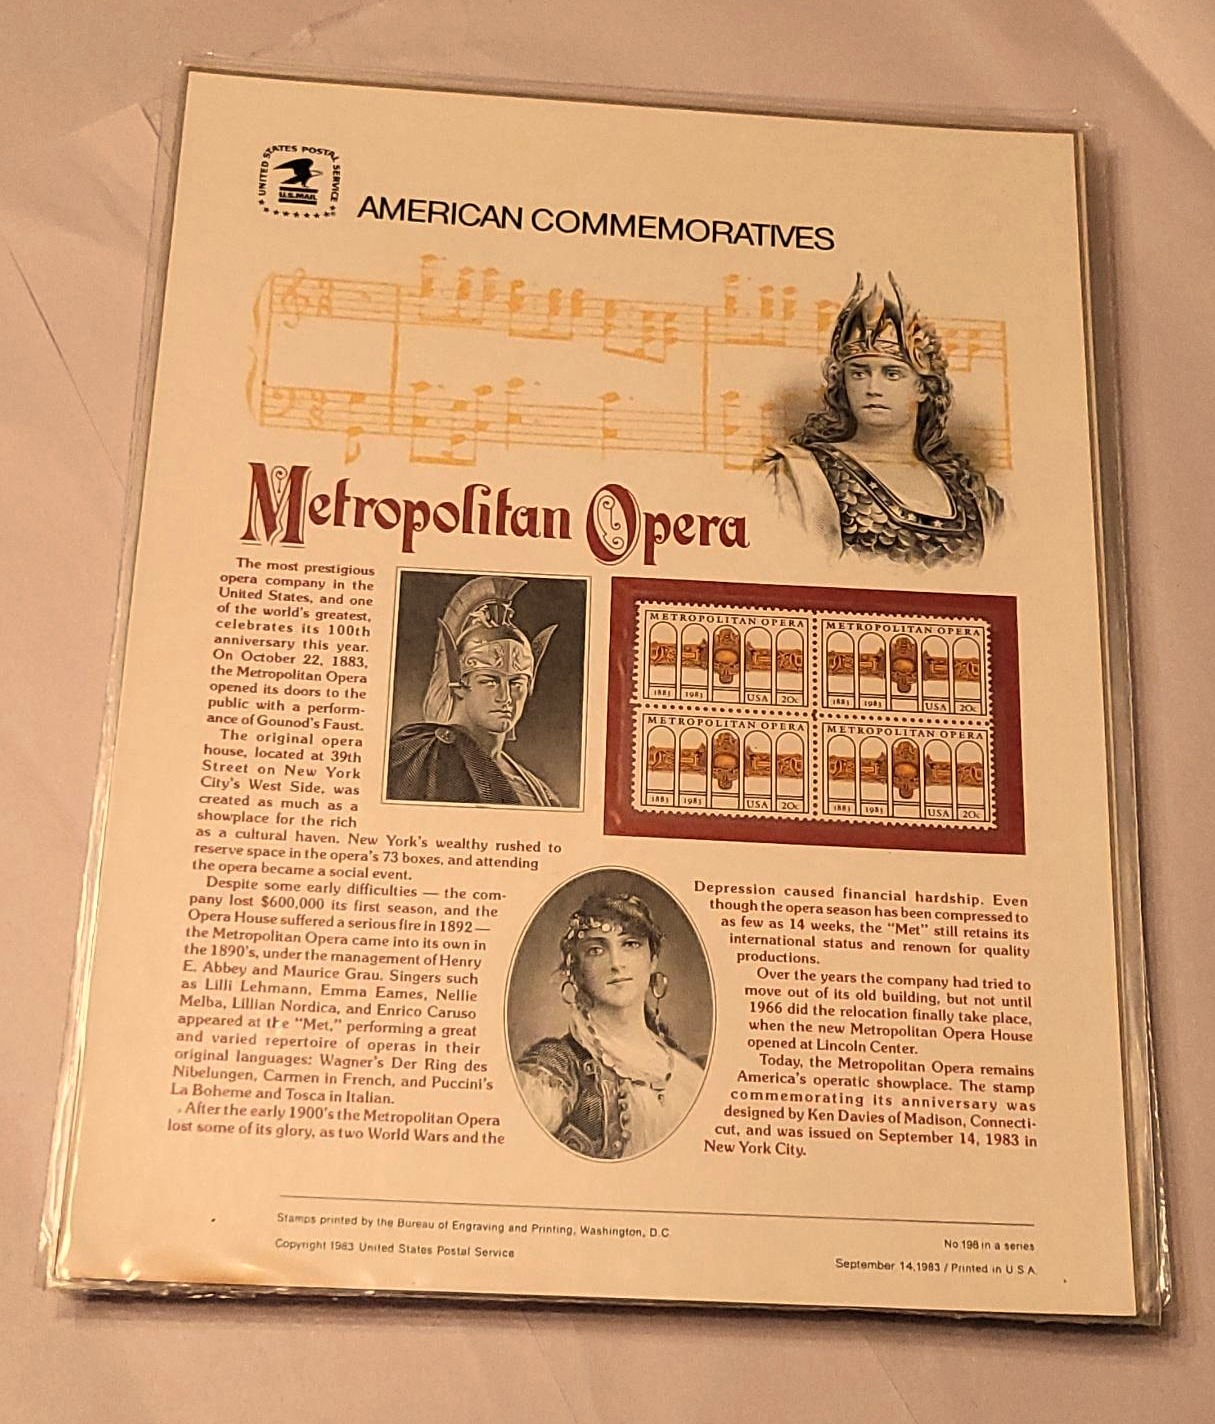 UNITED STATES POSTAL SERVICE
U.S.MAIL
AMERICAN COMMEMORATIVES
Metropolitan Opera
The most prestigious
opera company in the
United States, and one
of the world's greatest,
celebrates its 100th
anniversary this year.
On October 22, 1883,
the Metropolitan Opera
opened its doors to the
public with a perform-
ance of Gounod's Faust.
The original opera
house, located at 39th
Street on New York
City's West Side, was
created as much as a
showplace for the rich
as a cultural haven. New York's wealthy rushed to
reserve space in the opera's 73 boxes, and attending
the opera became a social event.
Despite some early difficulties — the com-
pany lost $600,000 its first season, and the
Opera House suffered a serious fire in 1892 —
the Metropolitan Opera came into its own in
the 1890's, under the management of Henry
E. Abbey and Maurice Grau. Singers such
as Lilli Lehmann, Emma Eames, Nellie
Melba, Lillian Nordica, and Enrico Caruso
appeared at the "Met," performing a great
and varied repertoire of operas in their
original languages: Wagner's Der Ring des
Nibelungen, Carmen in French, and Puccini's
La Boheme and Tosca in Italian.
After the early 1900's the Metropolitan Opera
lost some of its glory, as two World Wars and the
METROPOLITAN OPERA
1883 1983 USA 20c
METROPOLITAN OPERA
1883 1983 USA 20c
METROPOLITAN OPERA
1883 1983 USA 20c
METROPOLITAN OPERA
1883 1983 USA 20c
Depression caused financial hardship. Even
though the opera season has been compressed to
as few as 14 weeks, the "Met" still retains its
international status and renown for quality
productions.
Over the years the company had tried to
move out of its old building, but not until
1966 did the relocation finally take place,
when the new Metropolitan Opera House
opened at Lincoln Center.
Today, the Metropolitan Opera remains
America's operatic showplace. The stamp
commemorating its anniversary was
designed by Ken Davies of Madison, Connecti-
cut, and was issued on September 14, 1983 in
New York City.
Stamps printed by the Bureau of Engraving and Printing, Washington, D.C.
Copyright 1983 United States Postal Service
No.198 in a series
September 14,1983 / Printed in U.S.A.